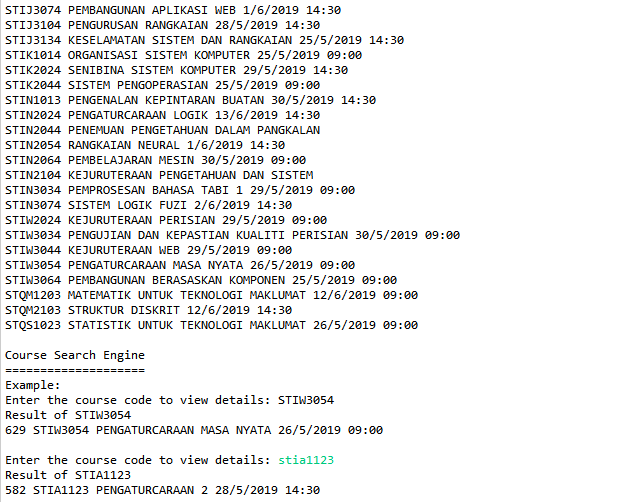 STIJ3074 PEMBANGUNAN APLIKASI WEB 1/6/2019 14:30
STIJ3104 PENGURUSAN RANGKAIAN 28/5/2019 14:30
STIJ3134 KESELAMATAN SISTEM DAN RANGKAIAN 25/5/2019 14:30
STIK1014 ORGANISASI SISTEM KOMPUTER 25/5/2019 09:00
STIK2024 SENIBINA SISTEM KOMPUTER 29/5/2019 14:30
STIK2044 SISTEM PENGOPERASIAN 25/5/2019 09:00
STIN1013 PENGENALAN KEPINTARAN BUATAN 30/5/2019 14:30
STIN2024 PENGATURCARAAN LOGIK 13/6/2019 14:30
STIN2044 PENEMUAN PENGETAHUAN DALAM PANGKALAN
STIN2054 RANGKAIAN NEURAL 1/6/2019 14:30
STIN2064 PEMBELAJARAN MESIN 30/5/2019 09:00
STIN2104 KEJURUTERAAN PENGETAHUAN DAN SISTEM
STIN3034 PEMPROSESAN BAHASA TABI 1 29/5/2019 09:00
STIN3074 SISTEM LOGIK FUZI 2/6/2019 14:30
STIW2024 KEJURUTERAAN PERISIAN 29/5/2019 09:00
STIW3034 PENGUJIAN DAN KEPASTIAN KUALITI PERISIAN 30/5/2019 09:00
STIW3044 KEJURUTERAAN WEB 29/5/2019 09:00
STIW3054 PENGATURCARAAN MASA NYATA 26/5/2019 09:00
STIW3064 PEMBANGUNAN BERASASKAN KOMPONEN 25/5/2019 09:00
STQM1203 MATEMATIK UNTUK TEKNOLOGI MAKLUMAT 12/6/2019 09:00
STQM2103 STRUKTUR DISKRIT 12/6/2019 14:30
STQS1023 STATISTIK UNTUK TEKNOLOGI MAKLUMAT 26/5/2019 09:00
Course Search Engine
====================
Example:
Enter the course code to view details: STIW3054
Result of STIW3054
629 STIW3054 PENGATURCARAAN MASA NYATA 26/5/2019 09:00
Enter the course code to view details: stia1123
Result of STIA1123
582 STIA1123 PENGATURCARAAN 2 28/5/2019 14:30